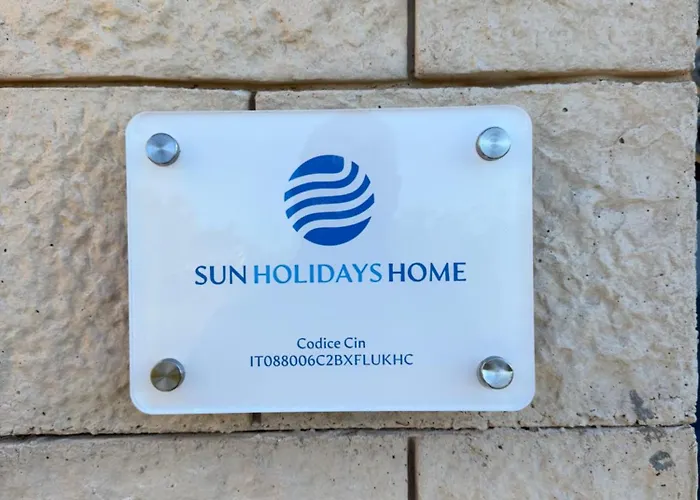 SUN HOLIDAYS HOME
Codice Cin
IT088006C2BXFLUKHC